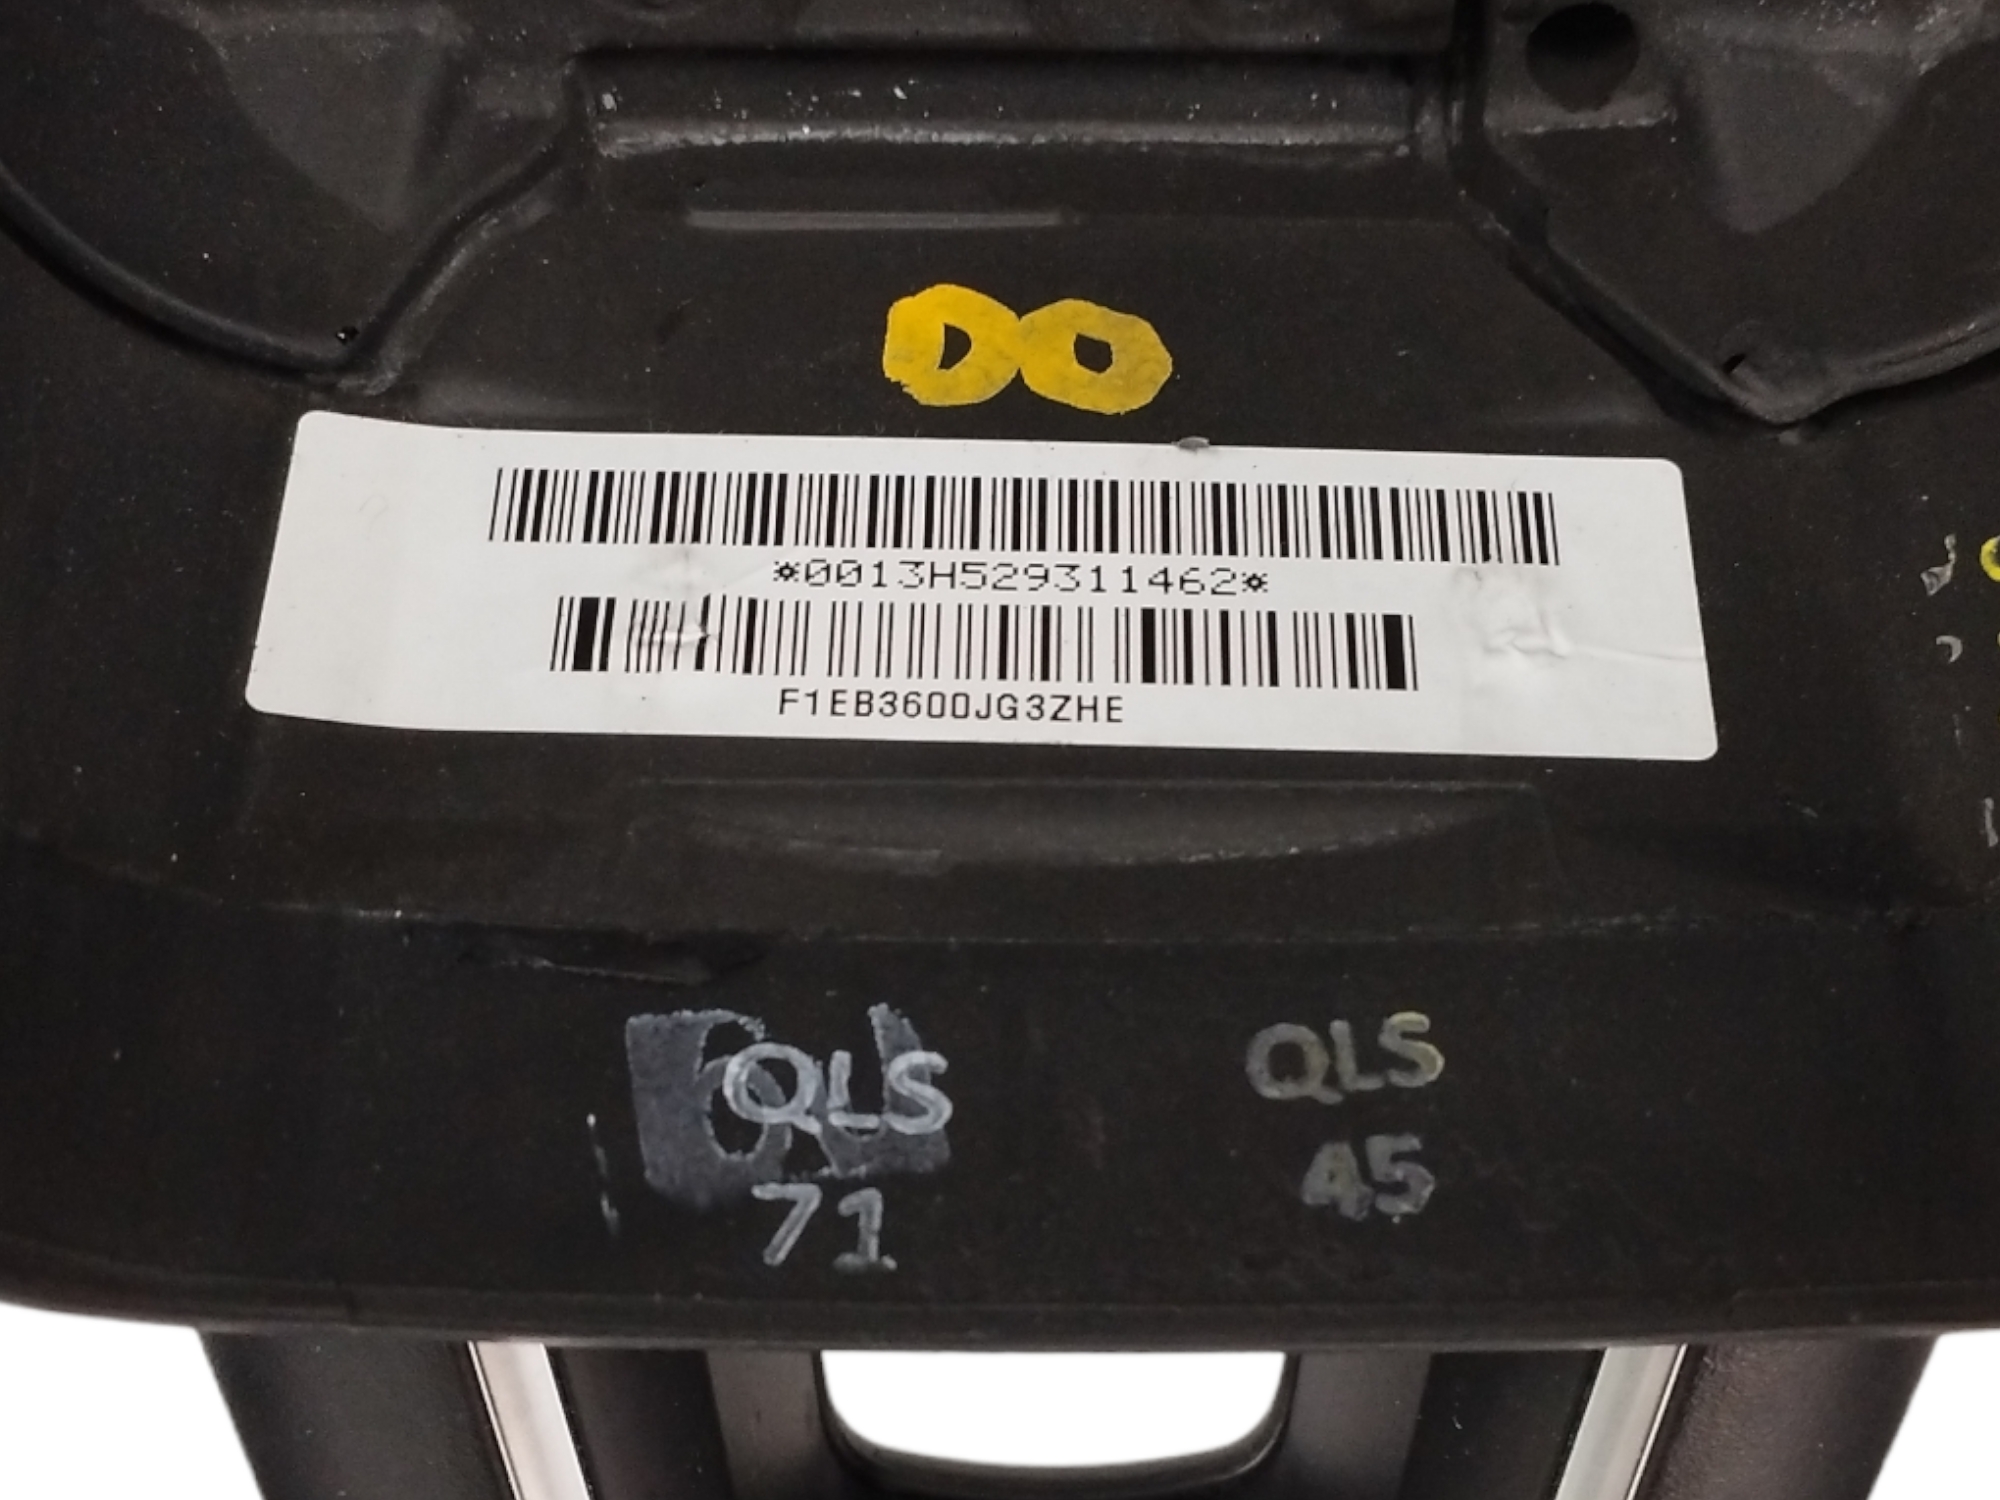 DO
*0013H529311462*
F1EB3600JG3ZHE
QLS
71
QLS
45